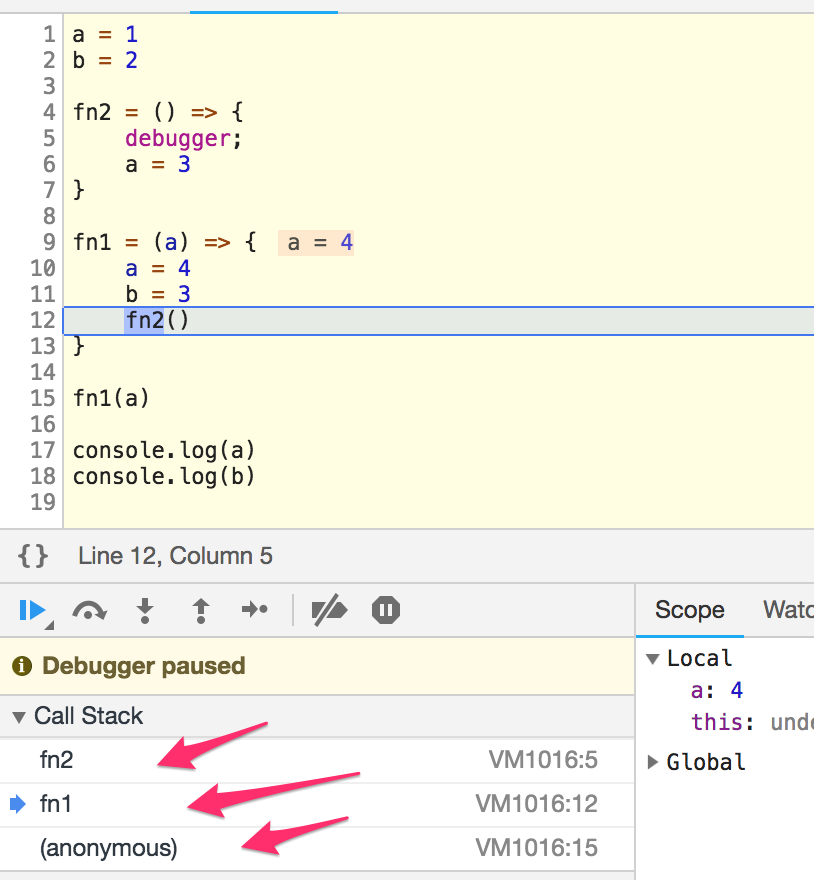 1 a = 1
2 b = 2
3
4 fn2 = () => {
5 debugger;
6 a = 3
7 }
8
9 fn1 = (a) => { a = 4
10 a = 4
11 b = 3
12 fn2()
13 }
14
15 fn1(a)
16
17 console.log(a)
18 console.log(b)
19
{} Line 12, Column 5
Scope Watc
Debugger paused
Call Stack
fn2 VM1016:5
fn1 VM1016:12
(anonymous) VM1016:15
Local
a: 4
this: unde
Global